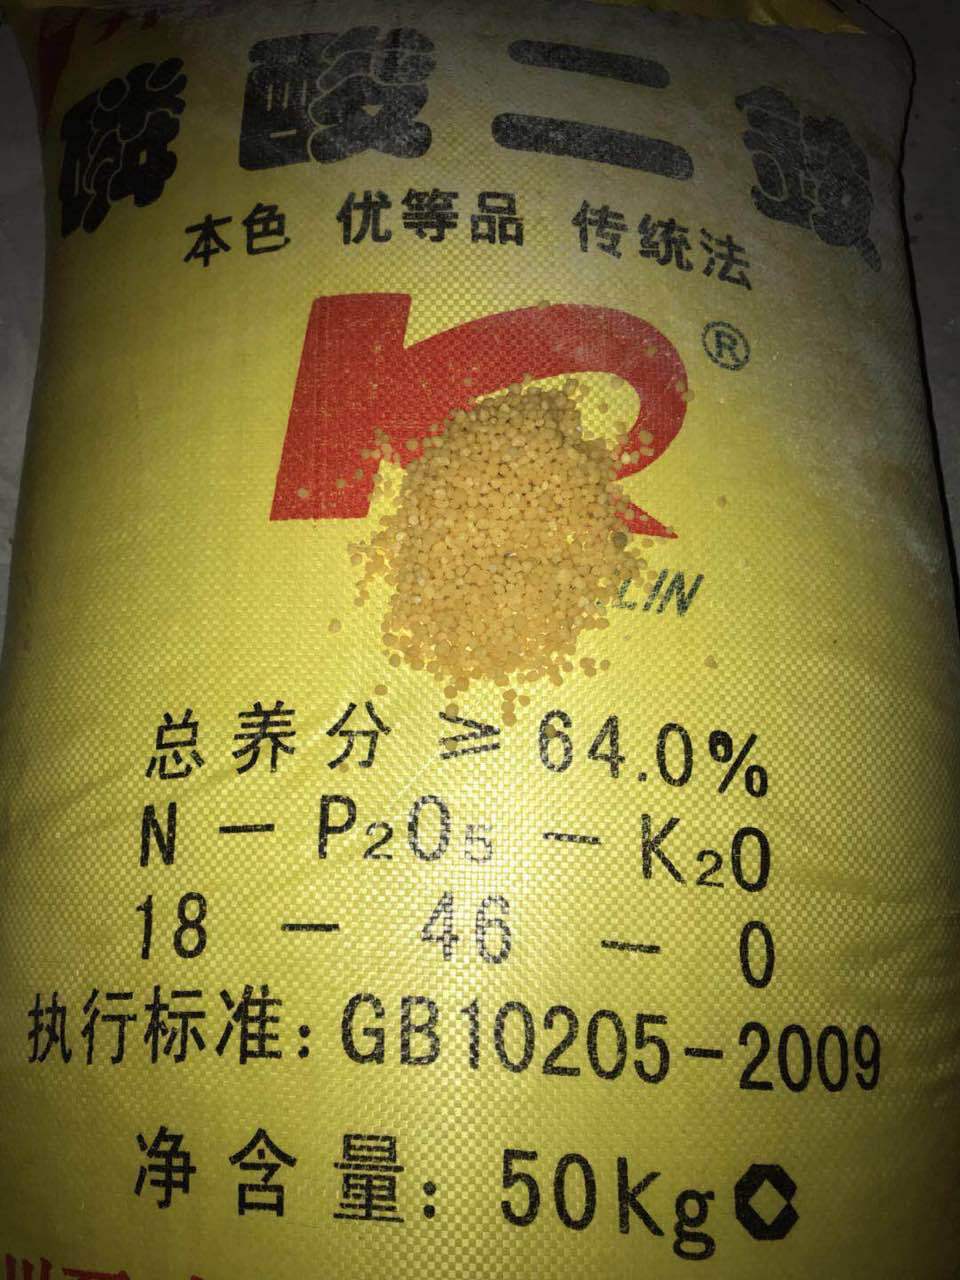 磷酸二铵
本色 优等品 传统法
®
LIN
总养分≥64.0%
N－P₂O₅－K₂O
18－46－0
执行标准：GB10205-2009
净含量：50kg